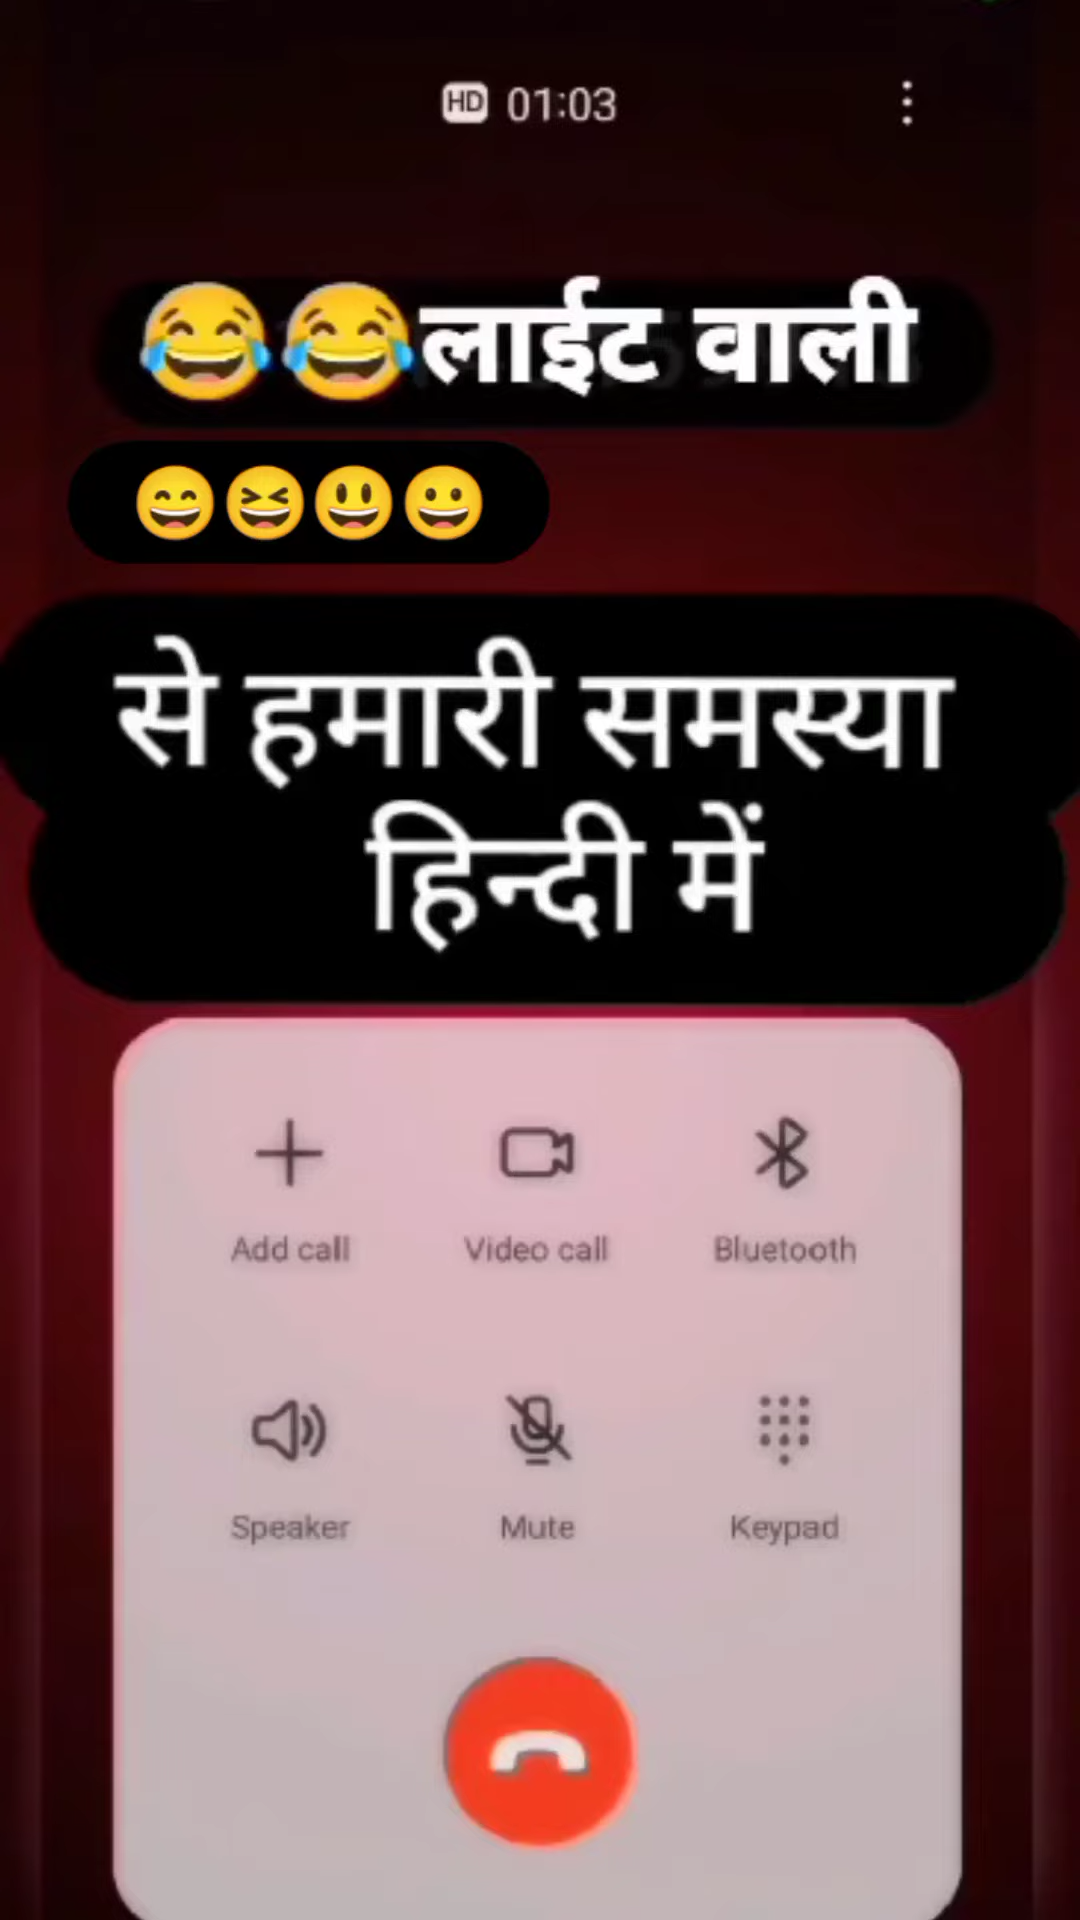 HD 01:03
😂😂लाईट वाली
😄😆😃😀
से हमारी समस्या
हिन्दी में
Add call Video call Bluetooth
Speaker Mute Keypad